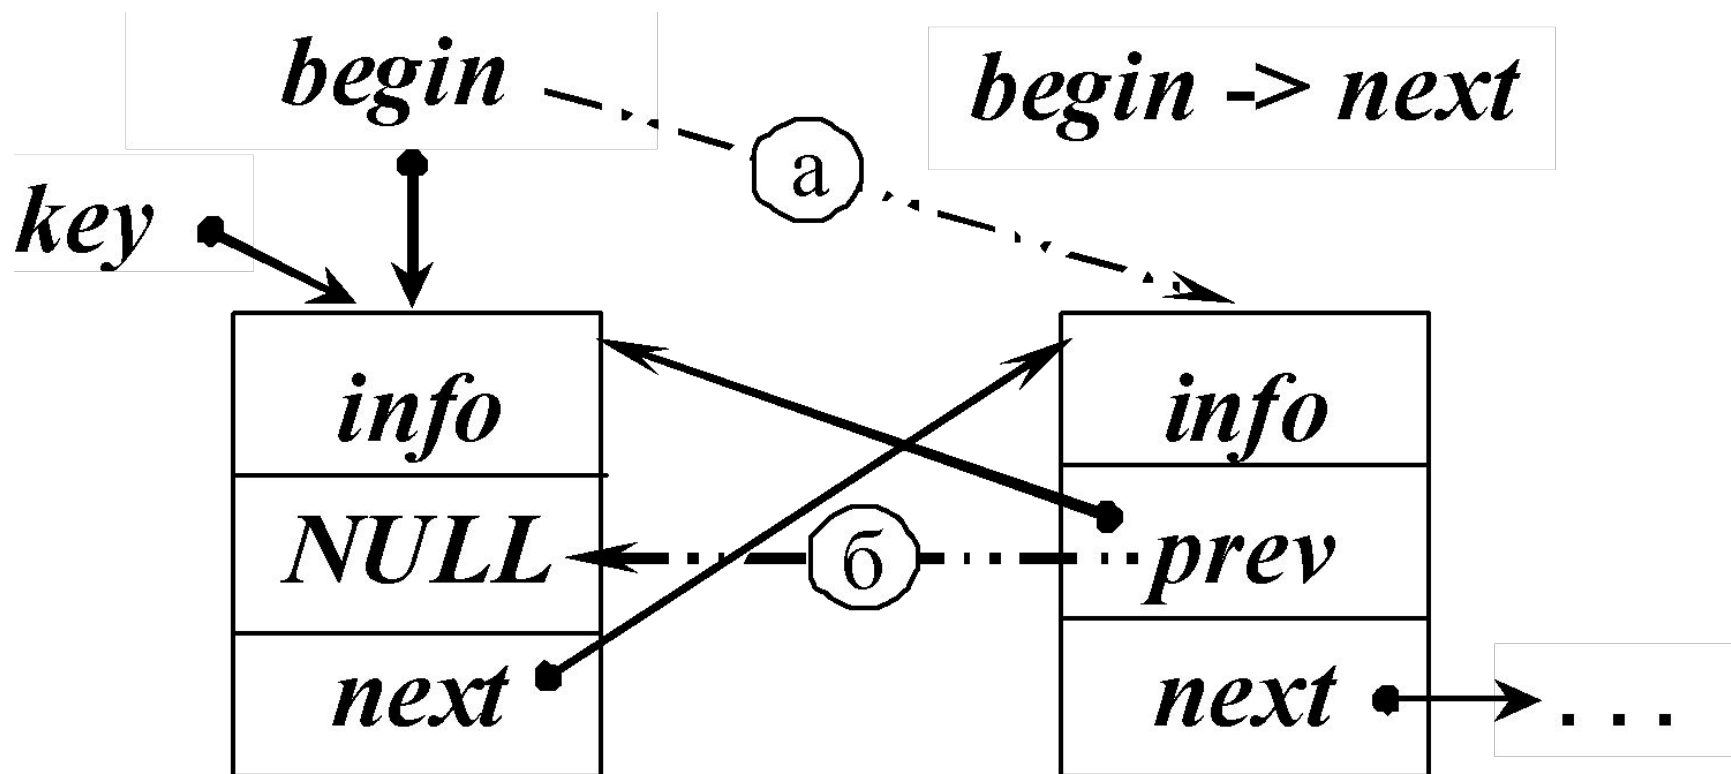 begin
begin -> next
а
key
info
info
NULL
б
prev
next
next
. . .